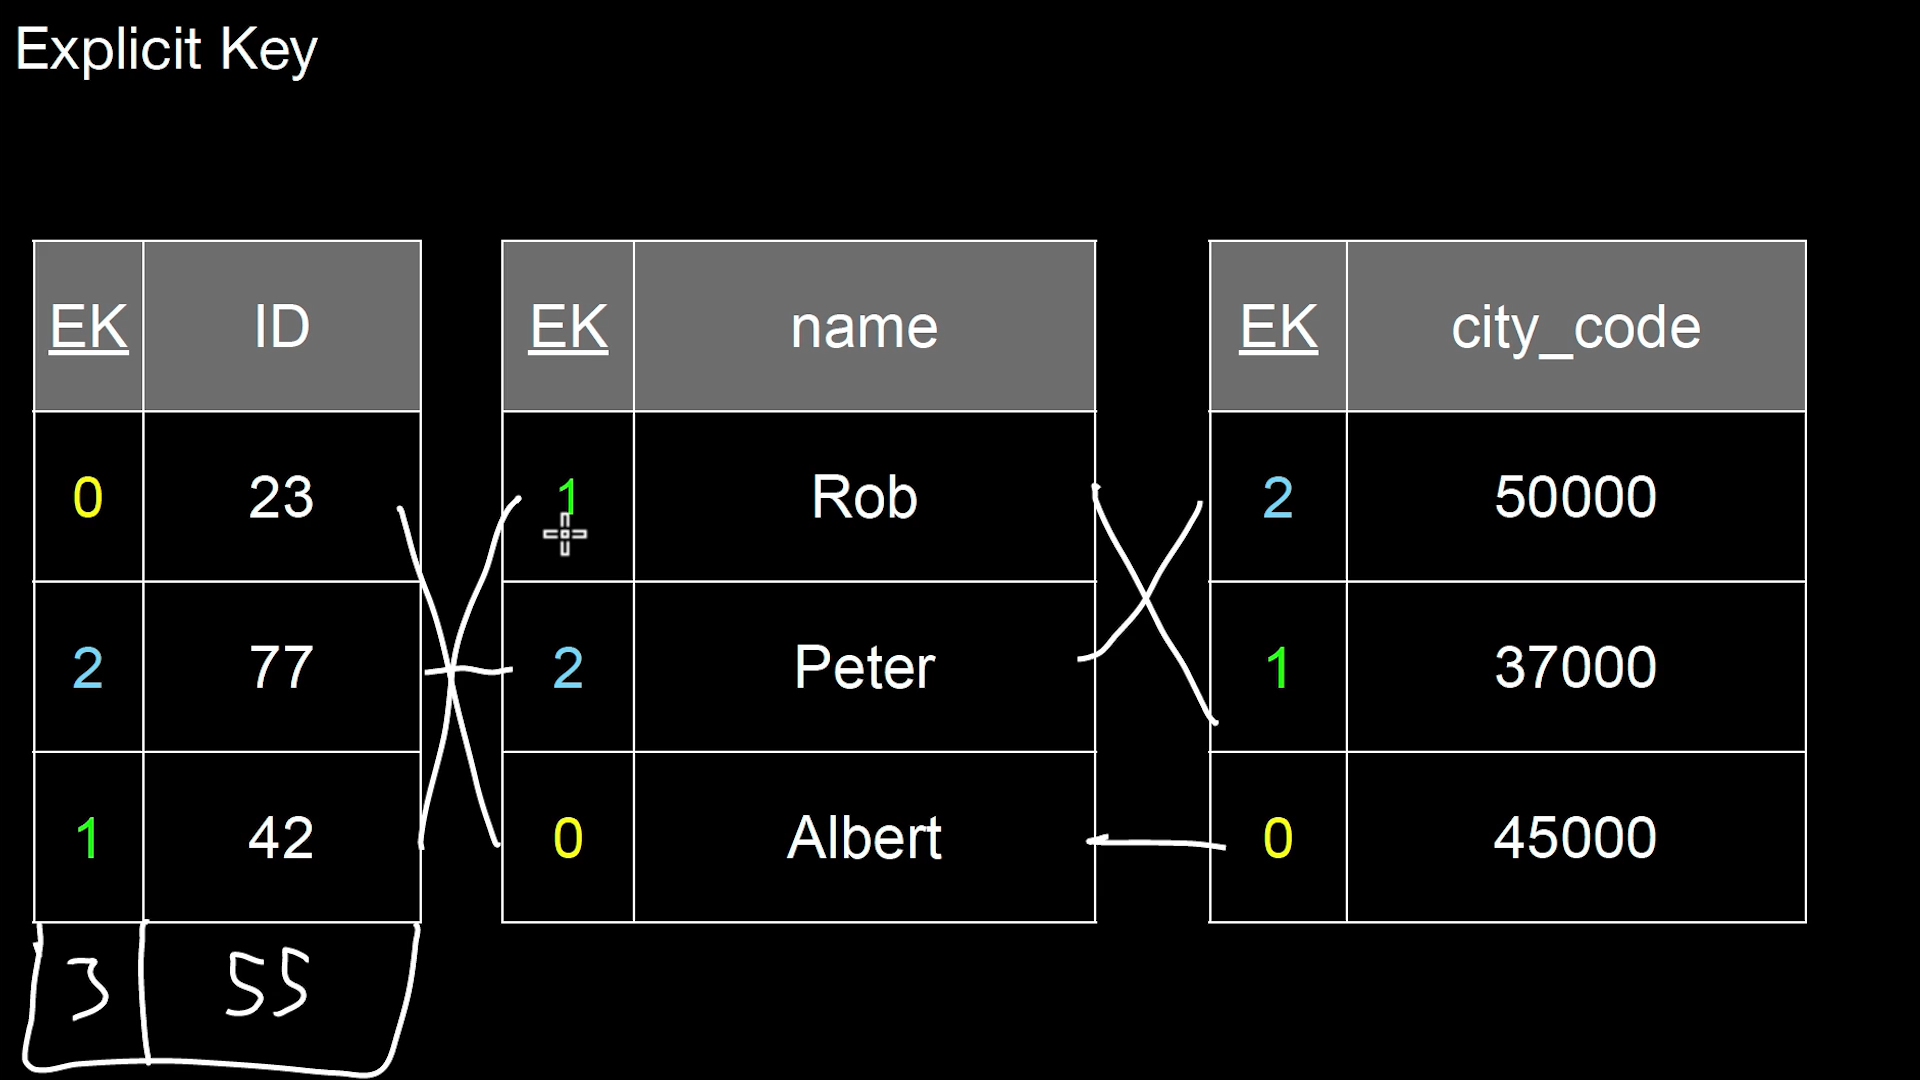 Explicit Key
EK ID EK name EK city_code
0 23 1 Rob 2 50000
2 77 2 Peter 1 37000
1 42 0 Albert 0 45000
3 55